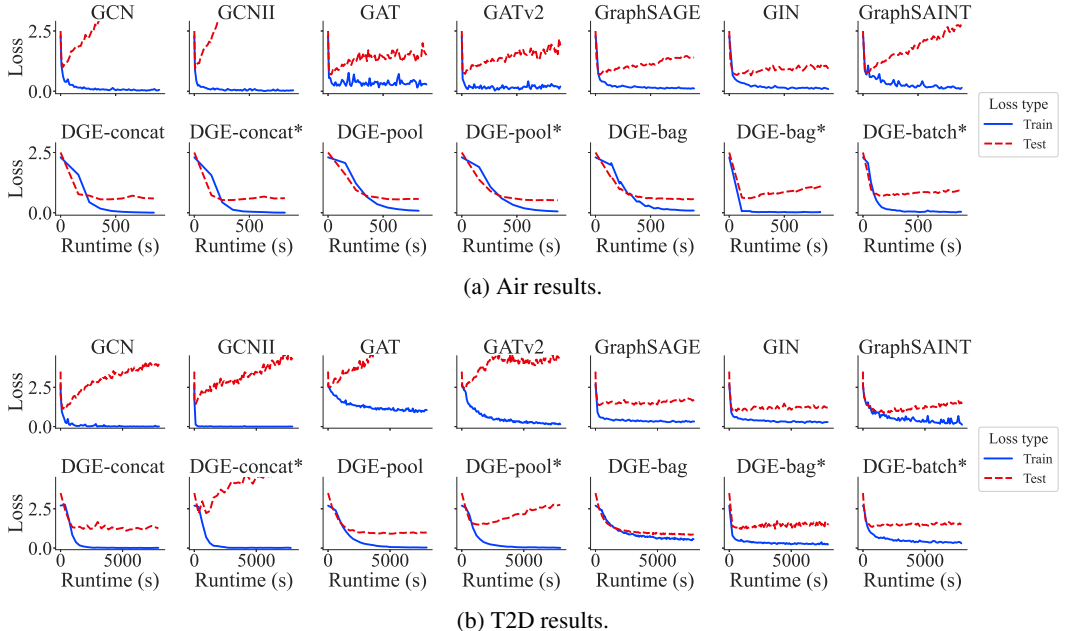 GCN GCNII GAT GATv2 GraphSAGE GIN GraphSAINT
Loss
2.5
0.0
Loss type
Train
Test
DGE-concat DGE-concat* DGE-pool DGE-pool* DGE-bag DGE-bag* DGE-batch*
Loss
2.5
0.0
0 500 0 500 0 500 0 500 0 500 0 500 0 500
Runtime (s) Runtime (s) Runtime (s) Runtime (s) Runtime (s) Runtime (s) Runtime (s)
(a) Air results.
GCN GCNII GAT GATv2 GraphSAGE GIN GraphSAINT
Loss
2.5
0.0
Loss type
Train
Test
DGE-concat DGE-concat* DGE-pool DGE-pool* DGE-bag DGE-bag* DGE-batch*
Loss
2.5
0.0
0 5000 0 5000 0 5000 0 5000 0 5000 0 5000 0 5000
Runtime (s) Runtime (s) Runtime (s) Runtime (s) Runtime (s) Runtime (s) Runtime (s)
(b) T2D results.